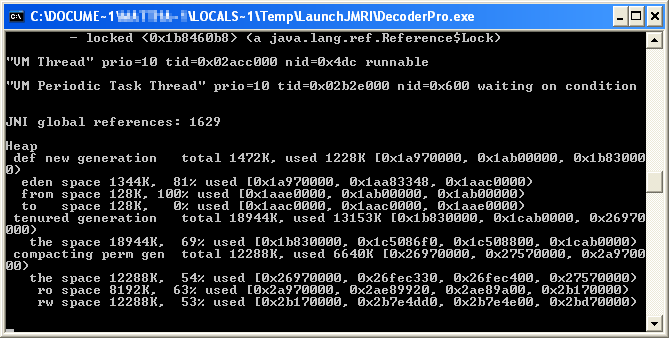 C:\DOCUME~1\\LOCALS~1\Temp\LaunchJMRI\DecoderPro.exe
- locked <0x1b8460b8> (a java.lang.ref.Reference$Lock)
"VM Thread" prio=10 tid=0x02acc000 nid=0x4dc runnable
"VM Periodic Task Thread" prio=10 tid=0x02b2e000 nid=0x600 waiting on condition
JNI global references: 1629
Heap
def new generation   total 1472K, used 1228K [0x1a970000, 0x1ab00000, 0x1b83000
0)
eden space 1344K,  81% used [0x1a970000, 0x1aa83348, 0x1aac0000)
from space 128K, 100% used [0x1aae0000, 0x1ab00000, 0x1ab00000)
to   space 128K,   0% used [0x1aac0000, 0x1aac0000, 0x1aae0000)
tenured generation   total 18944K, used 13153K [0x1b830000, 0x1cab0000, 0x26970
000)
the space 18944K,  69% used [0x1b830000, 0x1c5086f0, 0x1c508800, 0x1cab0000)
compacting perm gen  total 12288K, used 6640K [0x26970000, 0x27570000, 0x2a9700
00)
the space 12288K,  54% used [0x26970000, 0x26fec330, 0x26fec400, 0x27570000)
ro space 8192K,  63% used [0x2a970000, 0x2ae89920, 0x2ae89a00, 0x2b170000)
rw space 12288K,  53% used [0x2b170000, 0x2b7e4dd0, 0x2b7e4e00, 0x2bd70000)